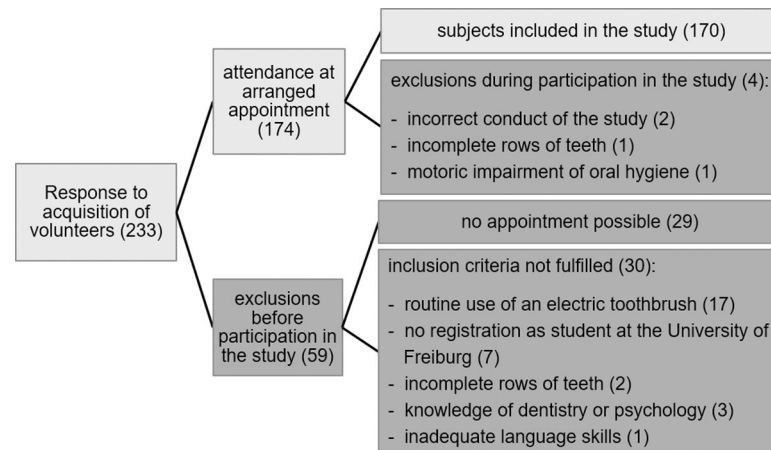 Response to
acquisition of
volunteers (233)
attendance at
arranged
appointment
(174)
subjects included in the study (170)
exclusions during participation in the study (4):
- incorrect conduct of the study (2)
- incomplete rows of teeth (1)
- motoric impairment of oral hygiene (1)
exclusions
before
participation in
the study (59)
no appointment possible (29)
inclusion criteria not fulfilled (30):
- routine use of an electric toothbrush (17)
- no registration as student at the University of
Freiburg (7)
- incomplete rows of teeth (2)
- knowledge of dentistry or psychology (3)
- inadequate language skills (1)